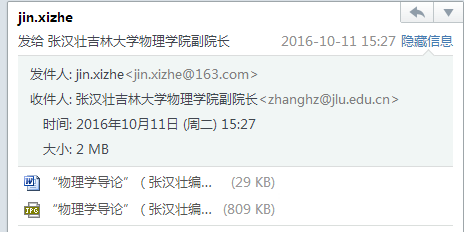 jin.xizhe
发给 张汉壮吉林大学物理学院副院长 2016-10-11 15:27 隐藏信息
发件人: jin.xizhe<jin.xizhe@163.com>
收件人: 张汉壮吉林大学物理学院副院长<zhanghz@jlu.edu.cn>
时间: 2016年10月11日 (周二) 15:27
大小: 2 MB
“物理学导论” ( 张汉壮编... (29 KB)
JPG “物理学导论” ( 张汉壮编... (809 KB)